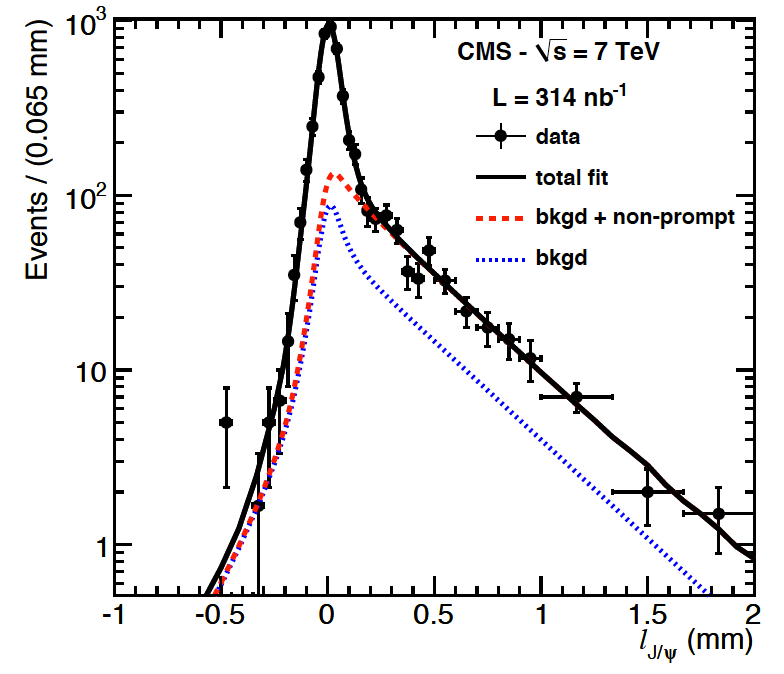 Events / (0.065 mm)
10³
10²
10
1
CMS - √s = 7 TeV
L = 314 nb⁻¹
data
total fit
bkgd + non-prompt
bkgd
-1 -0.5 0 0.5 1 1.5 2
l_J/ψ (mm)